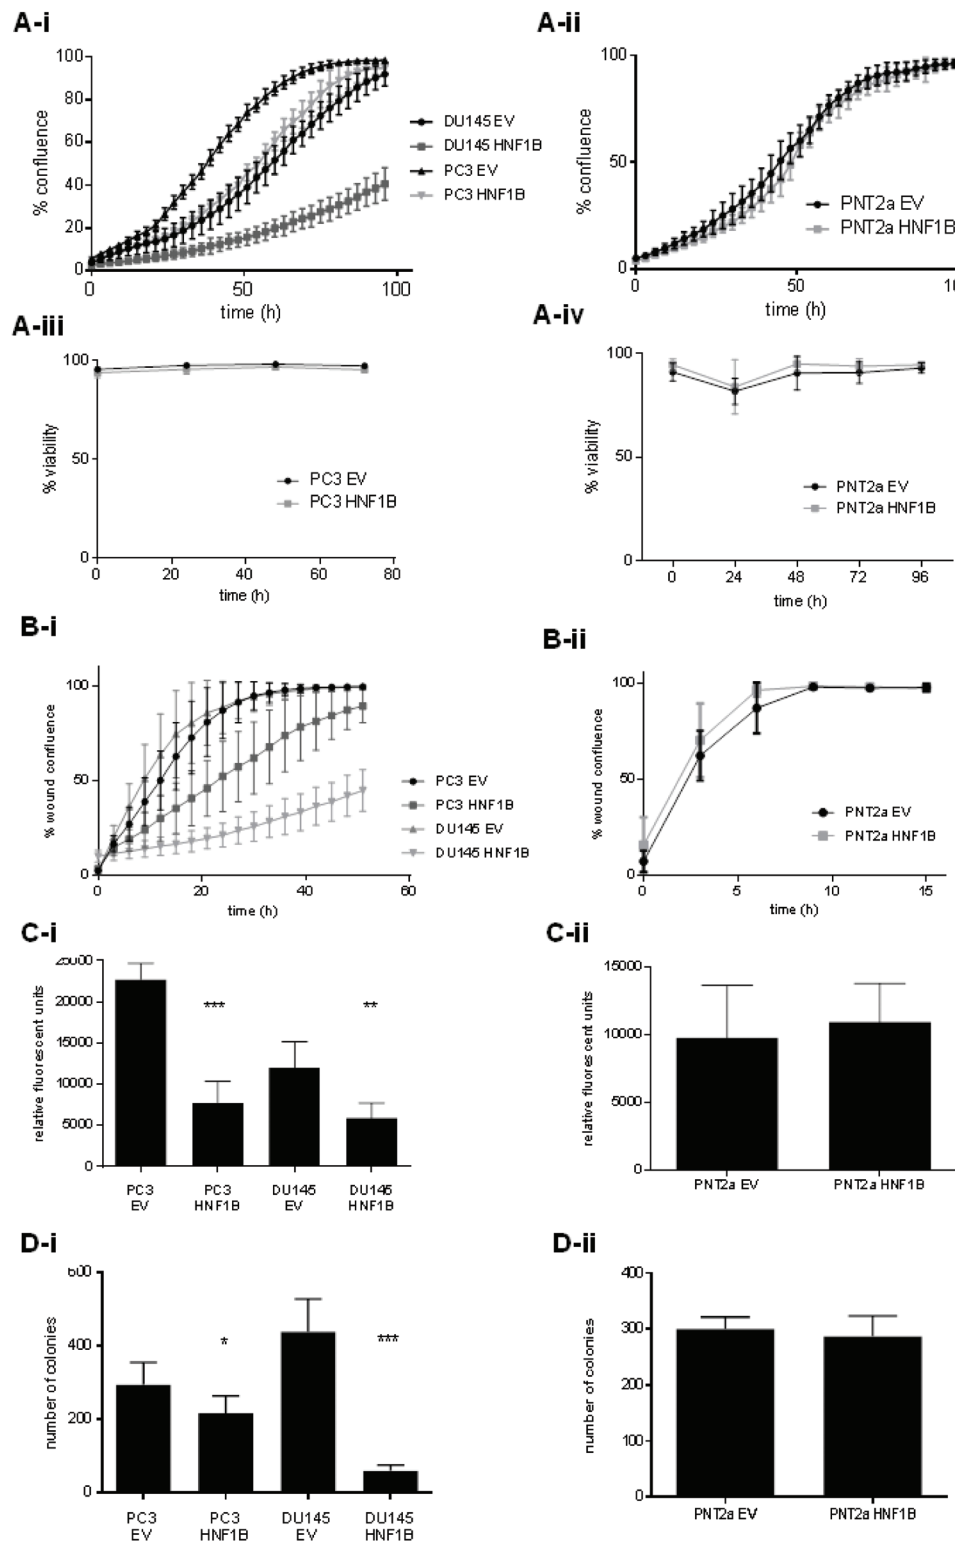 A-i
100
80
60
40
20
0
% confluence
0
50
100
time (h)
DU145 EV
DU145 HNF1B
PC3 EV
PC3 HNF1B
A-ii
100
50
0
% confluence
0
50
10
time (h)
PNT2a EV
PNT2a HNF1B
A-iii
100
50
0
% viability
0
20
40
60
80
time (h)
PC3 EV
PC3 HNF1B
A-iv
100
50
0
% viability
0
24
48
72
96
time (h)
PNT2a EV
PNT2a HNF1B
B-i
100
50
0
% wound confluence
0
20
40
60
time (h)
PC3 EV
PC3 HNF1B
DU145 EV
DU145 HNF1B
B-ii
100
50
0
% wound confluence
0
5
10
15
time (h)
PNT2a EV
PNT2a HNF1B
C-i
25000
20000
15000
10000
5000
0
relative fluorescent units
***
**
PC3
EV
PC3
HNF1B
DU145
EV
DU145
HNF1B
C-ii
15000
10000
5000
0
relative fluorescent units
PNT2a EV
PNT2a HNF1B
D-i
600
400
200
0
number of colonies
*
***
PC3
EV
PC3
HNF1B
DU145
EV
DU145
HNF1B
D-ii
400
300
200
100
0
number of colonies
PNT2a EV
PNT2a HNF1B